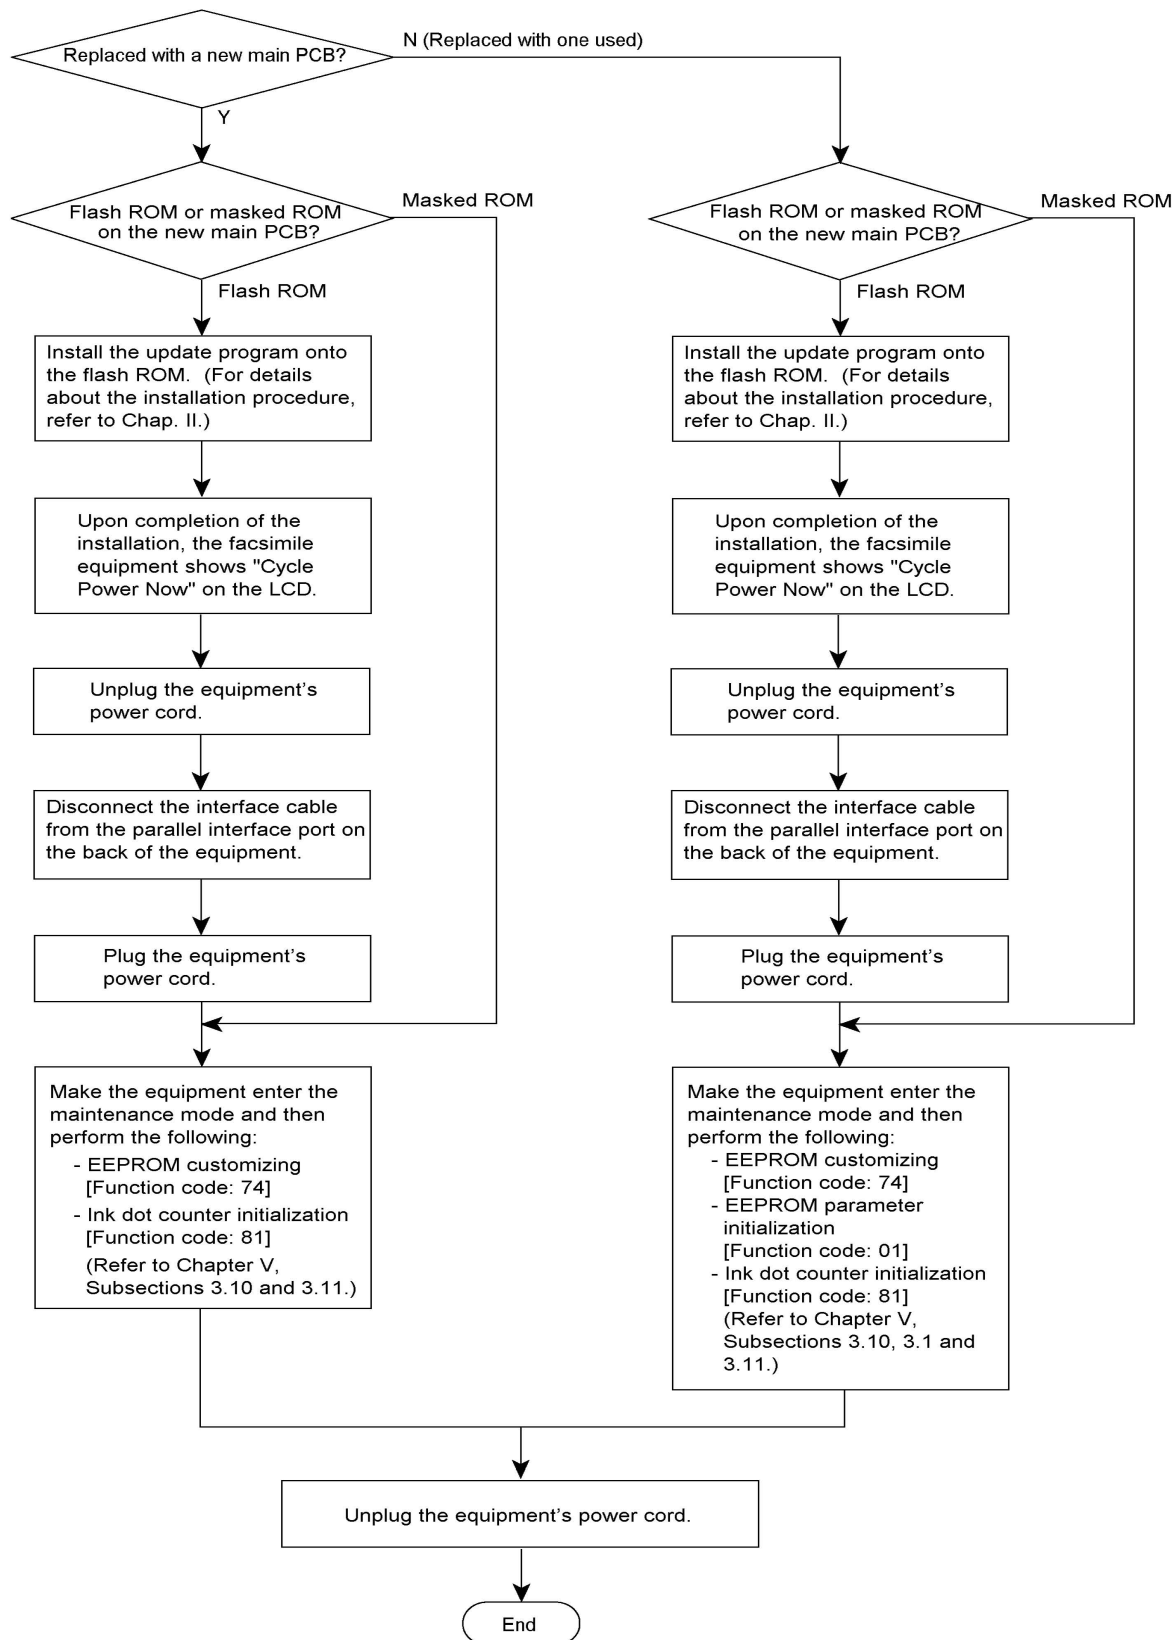 Replaced with a new main PCB?
N (Replaced with one used)
Y
Flash ROM or masked ROM
on the new main PCB?
Masked ROM
Flash ROM
Install the update program onto
the flash ROM. (For details
about the installation procedure,
refer to Chap. II.)
Upon completion of the
installation, the facsimile
equipment shows "Cycle
Power Now" on the LCD.
Unplug the equipment's
power cord.
Disconnect the interface cable
from the parallel interface port on
the back of the equipment.
Plug the equipment's
power cord.
Make the equipment enter the
maintenance mode and then
perform the following:
- EEPROM customizing
[Function code: 74]
- Ink dot counter initialization
[Function code: 81]
(Refer to Chapter V,
Subsections 3.10 and 3.11.)
Flash ROM or masked ROM
on the new main PCB?
Masked ROM
Flash ROM
Install the update program onto
the flash ROM. (For details
about the installation procedure,
refer to Chap. II.)
Upon completion of the
installation, the facsimile
equipment shows "Cycle
Power Now" on the LCD.
Unplug the equipment's
power cord.
Disconnect the interface cable
from the parallel interface port on
the back of the equipment.
Plug the equipment's
power cord.
Make the equipment enter the
maintenance mode and then
perform the following:
- EEPROM customizing
[Function code: 74]
- EEPROM parameter
initialization
[Function code: 01]
- Ink dot counter initialization
[Function code: 81]
(Refer to Chapter V,
Subsections 3.10, 3.1 and
3.11.)
Unplug the equipment's power cord.
End